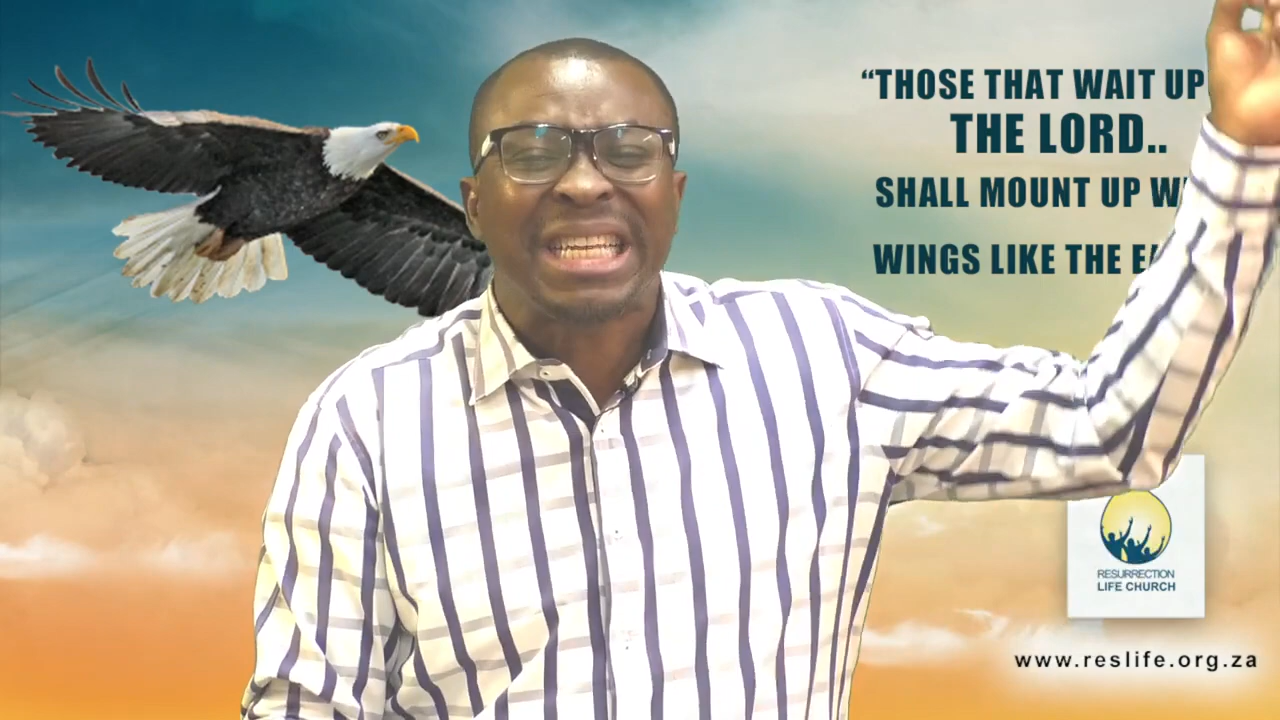 “THOSE THAT WAIT UP
THE LORD..
SHALL MOUNT UP
WINGS LIKE THE
RESURRECTION
LIFE CHURCH
www.reslife.org.za